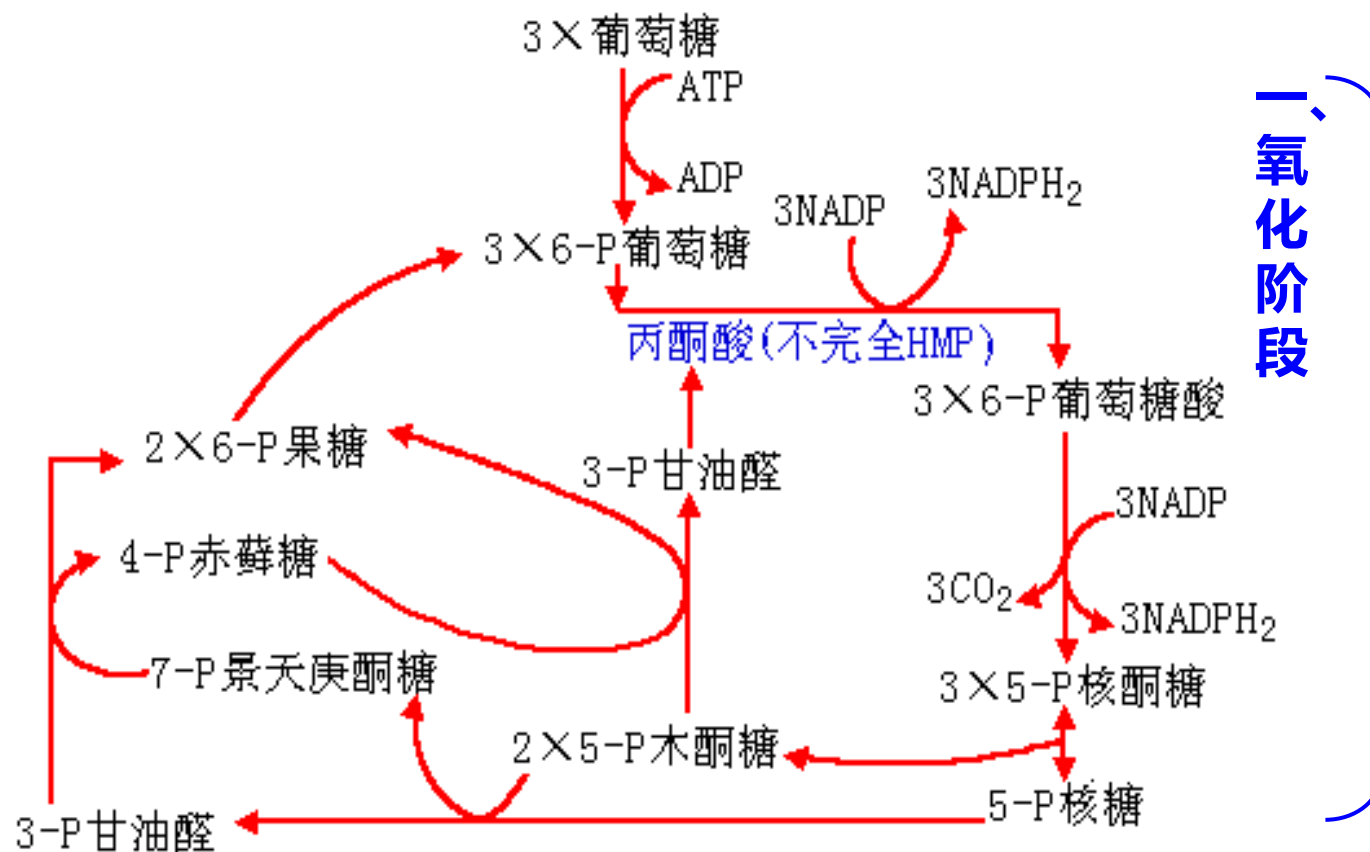 3×葡萄糖
ATP
ADP
3NADP
3NADPH₂
3×6-P葡萄糖
丙酮酸(不完全HMP)
3×6-P葡萄糖酸
2×6-P果糖
3-P甘油醛
3NADP
4-P赤藓糖
3CO₂
3NADPH₂
7-P景天庚酮糖
3×5-P核酮糖
2×5-P木酮糖
5-P核糖
3-P甘油醛
一、氧化阶段